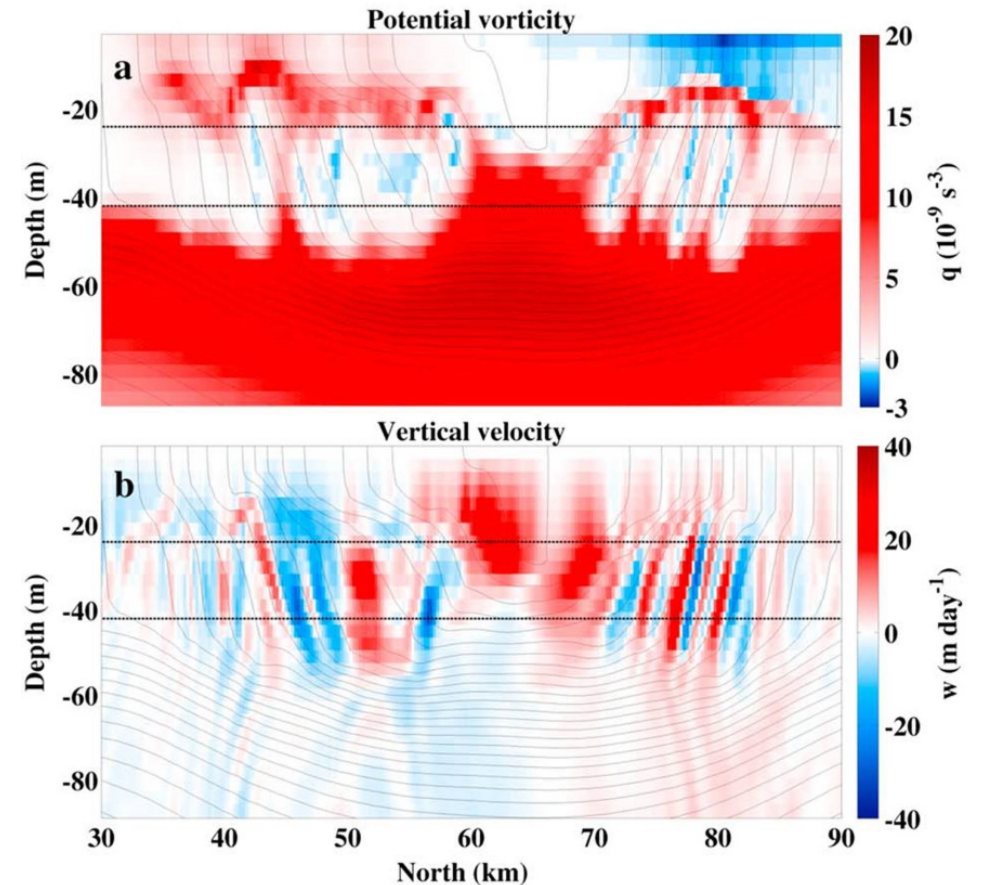 Potential vorticity
a
-20
-40
-60
-80
Depth (m)
20
15
10
5
0
-3
q (10⁻⁹ s⁻³)
Vertical velocity
b
-20
-40
-60
-80
Depth (m)
40
20
0
-20
-40
w (m day⁻¹)
30 40 50 60 70 80 90
North (km)